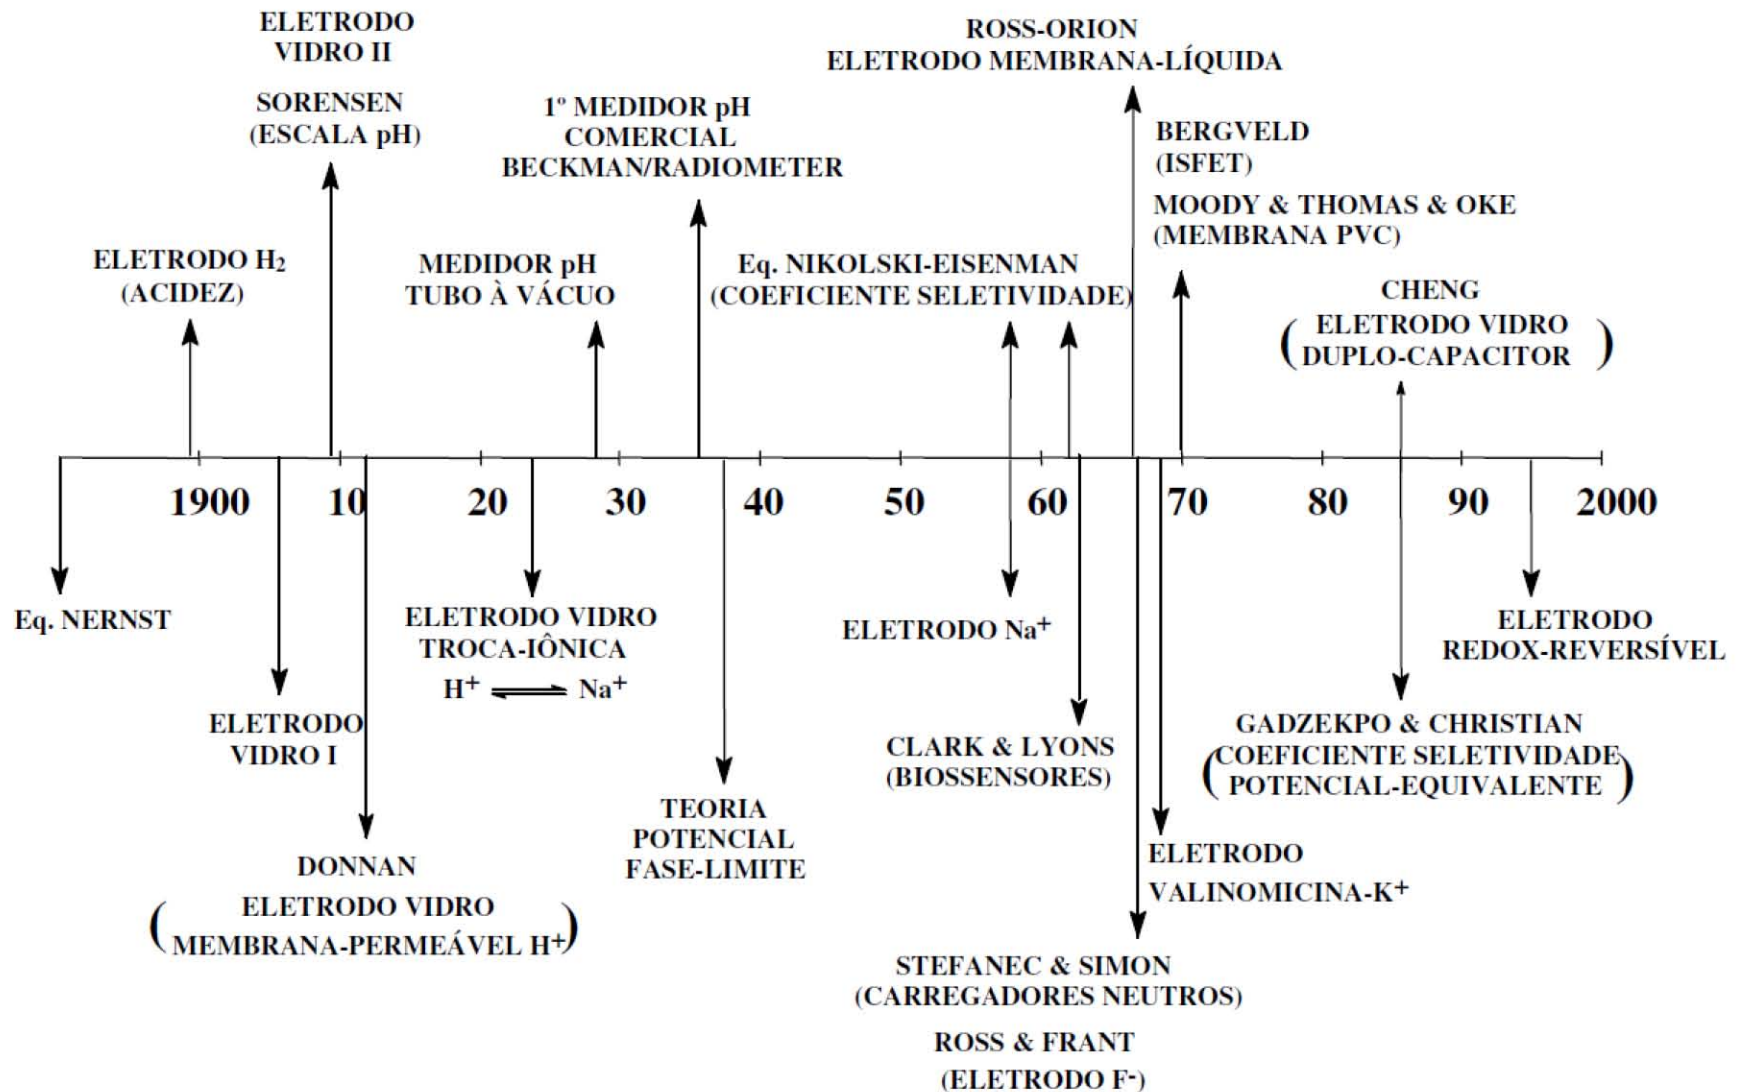 ELETRODO
VIDRO II
SORENSEN
(ESCALA pH)
ROSS-ORION
ELETRODO MEMBRANA-LÍQUIDA
1º MEDIDOR pH
COMERCIAL
BECKMAN/RADIOMETER
BERGVELD
(ISFET)
MOODY & THOMAS & OKE
(MEMBRANA PVC)
ELETRODO H2
(ACIDEZ)
MEDIDOR pH
TUBO À VÁCUO
Eq. NIKOLSKI-EISENMAN
(COEFICIENTE SELETIVIDADE)
CHENG
(ELETRODO VIDRO
DUPLO-CAPACITOR)
1900 10 20 30 40 50 60 70 80 90 2000
Eq. NERNST
ELETRODO
VIDRO I
DONNAN
(ELETRODO VIDRO
MEMBRANA-PERMEÁVEL H+)
ELETRODO VIDRO
TROCA-IÔNICA
H+ ⇌ Na+
TEORIA
POTENCIAL
FASE-LIMITE
ELETRODO Na+
CLARK & LYONS
(BIOSSENSORES)
STEFANEC & SIMON
(CARREGADORES NEUTROS)
ROSS & FRANT
(ELETRODO F-)
ELETRODO
VALINOMICINA-K+
GADZEKPO & CHRISTIAN
(COEFICIENTE SELETIVIDADE
POTENCIAL-EQUIVALENTE)
ELETRODO
REDOX-REVERSÍVEL